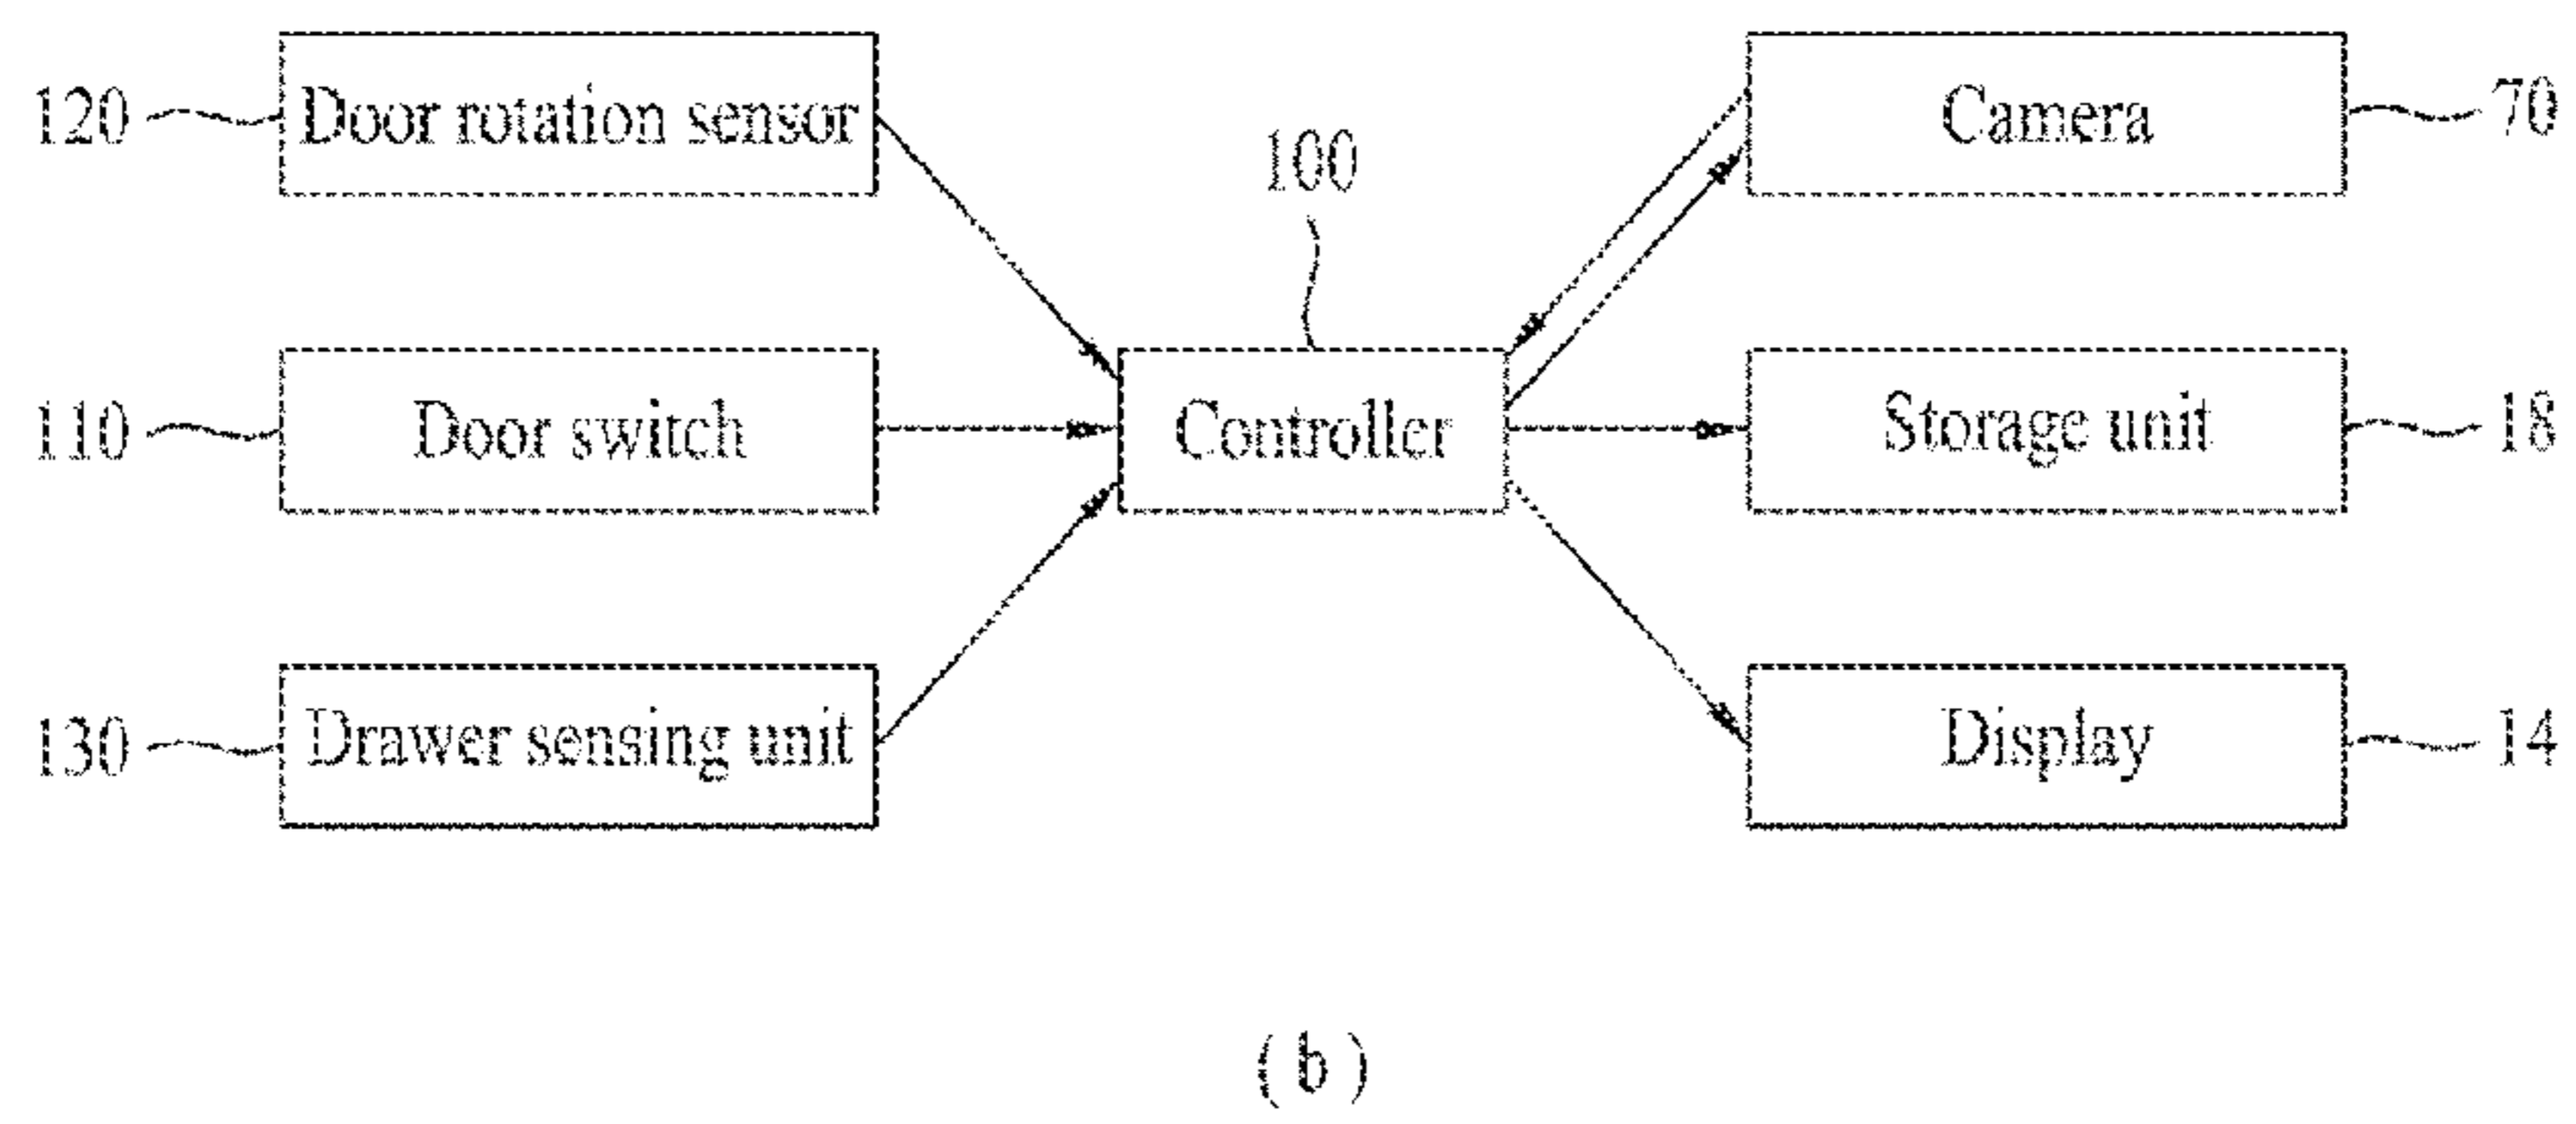 120 Door rotation sensor
Camera 70
100
110 Door switch
Controller
Storage unit 18
130 Drawer sensing unit
Display 14
(b)